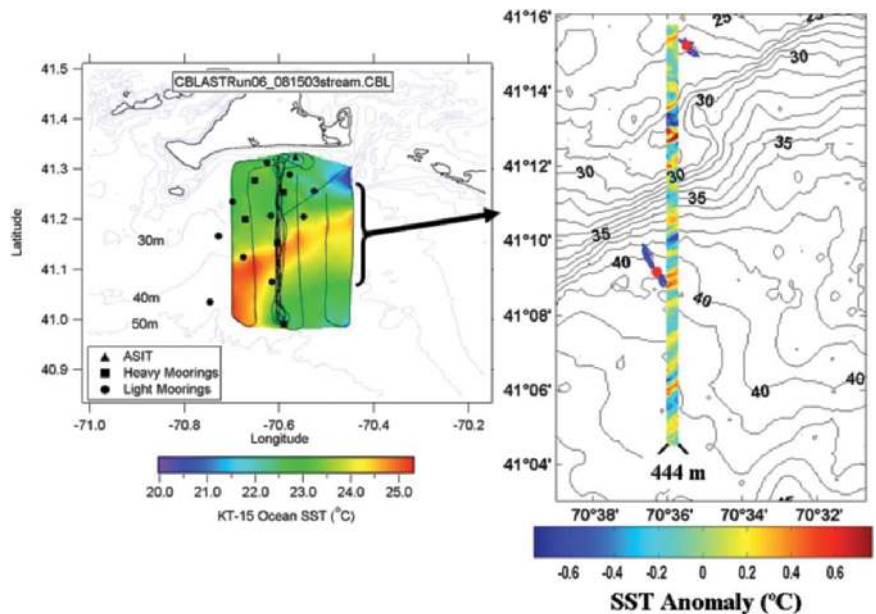 CBLASTRun06_081503stream.CBL
41.5
41.4
41.3
41.2
41.1
41.0
40.9
Latitude
30m
40m
50m
ASIT
Heavy Moorings
Light Moorings
-71.0 -70.8 -70.6 -70.4 -70.2
Longitude
20.0 21.0 22.0 23.0 24.0 25.0
KT-15 Ocean SST (°C)
41°16'
41°14'
41°12'
41°10'
41°08'
41°06'
41°04'
25 25
30
30 35
30 30
35
35
35
40 40
40
40
40
444 m
70°38' 70°36' 70°34' 70°32'
-0.6 -0.4 -0.2 0 0.2 0.4 0.6
SST Anomaly (°C)